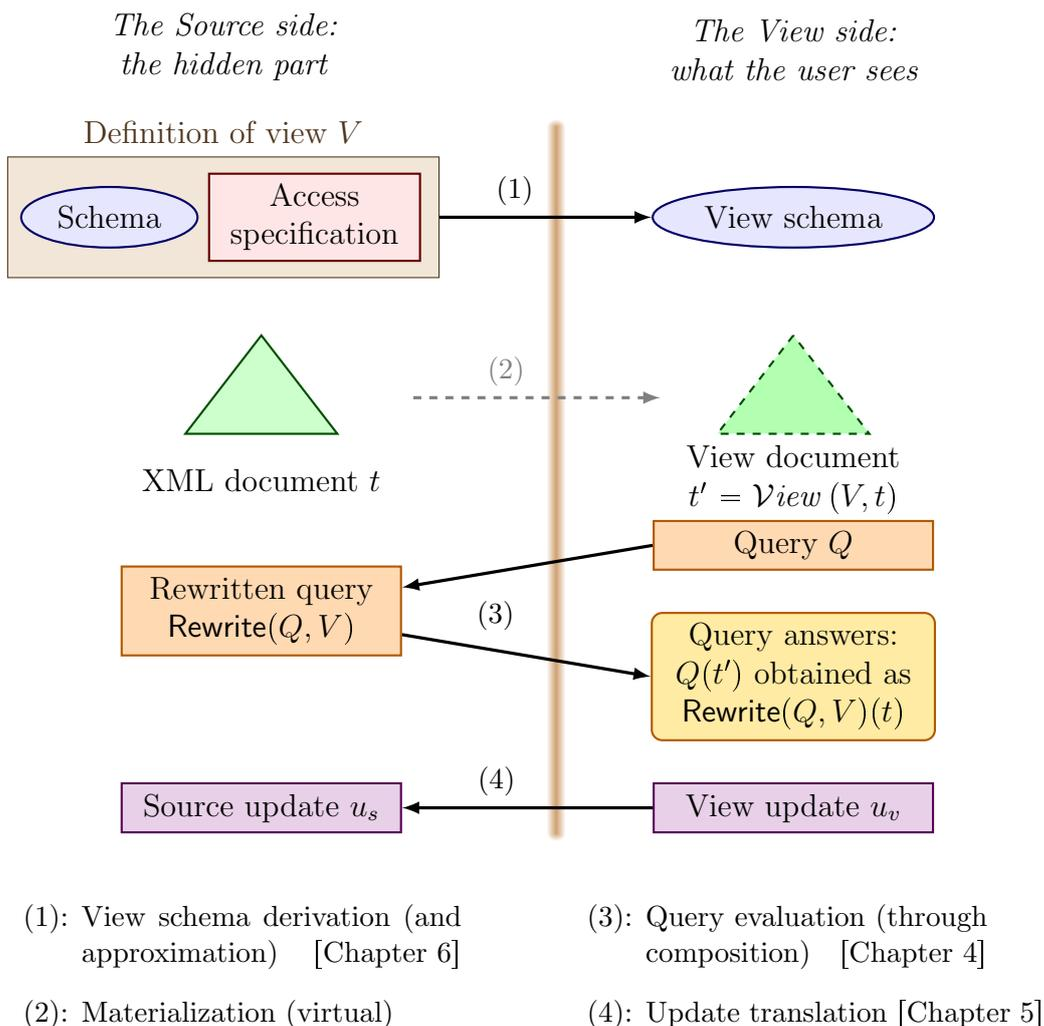 The Source side:
the hidden part
The View side:
what the user sees
Definition of view V
Schema
Access
specification
(1)
View schema
(2)
XML document t
View document
t′ = View (V, t)
Query Q
Rewritten query
Rewrite(Q, V)
(3)
Query answers:
Q(t′) obtained as
Rewrite(Q, V)(t)
Source update uₛ
(4)
View update uᵥ
(1): View schema derivation (and
approximation) [Chapter 6]
(2): Materialization (virtual)
(3): Query evaluation (through
composition) [Chapter 4]
(4): Update translation [Chapter 5]